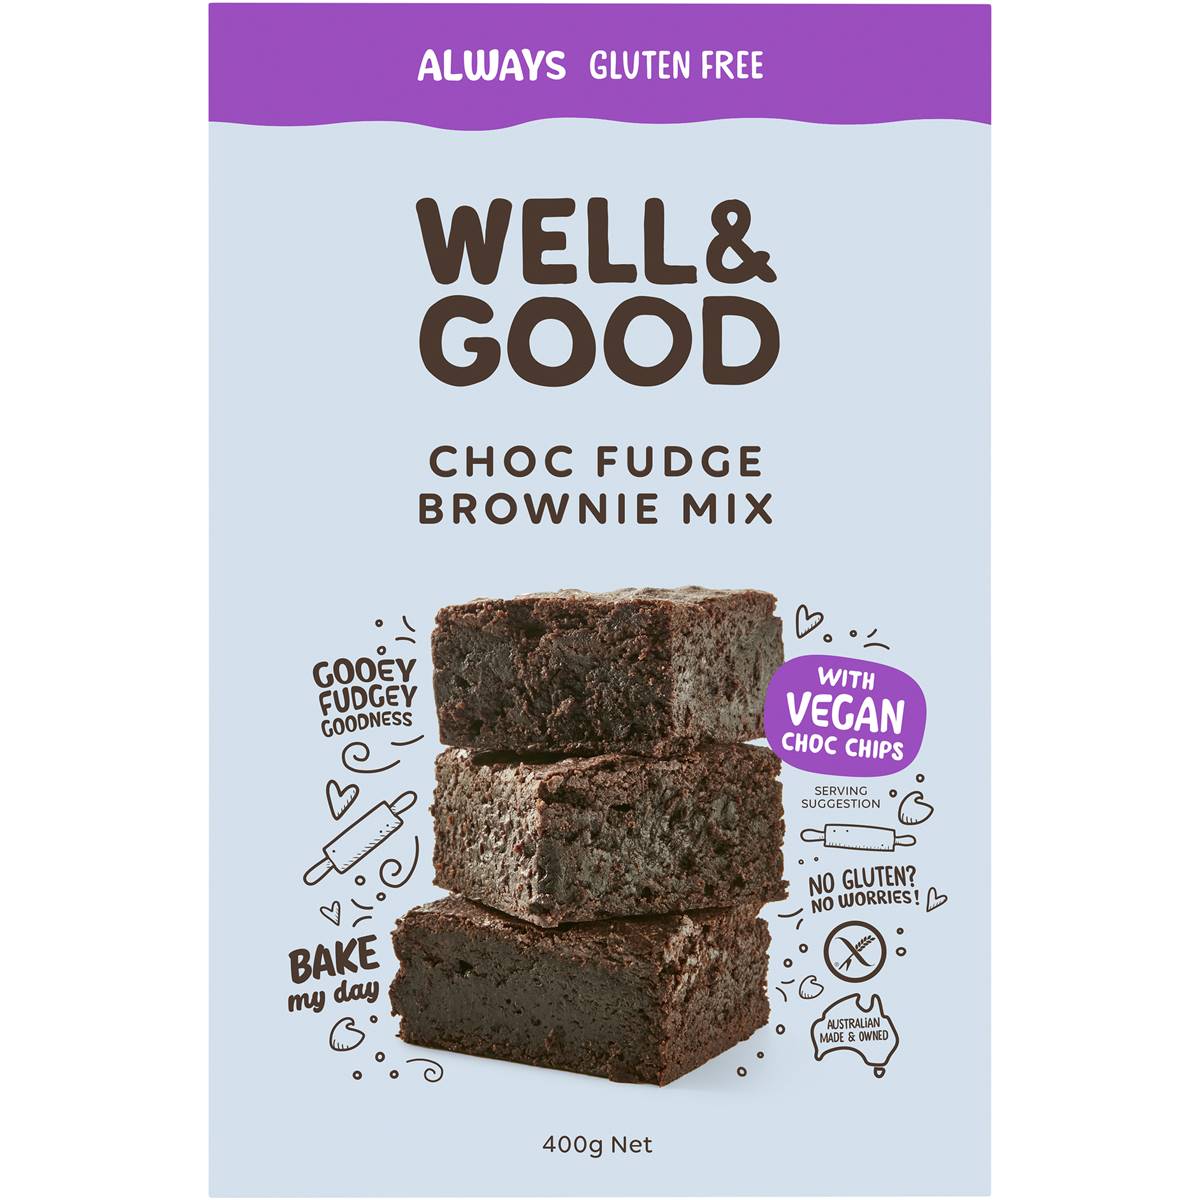 ALWAYS GLUTEN FREE
WELL&
GOOD
CHOC FUDGE
BROWNIE MIX
GOOEY
FUDGEY
GOODNESS
WITH
VEGAN
CHOC CHIPS
SERVING
SUGGESTION
NO GLUTEN?
NO WORRIES!
BAKE
my day
AUSTRALIAN
MADE & OWNED
400g Net